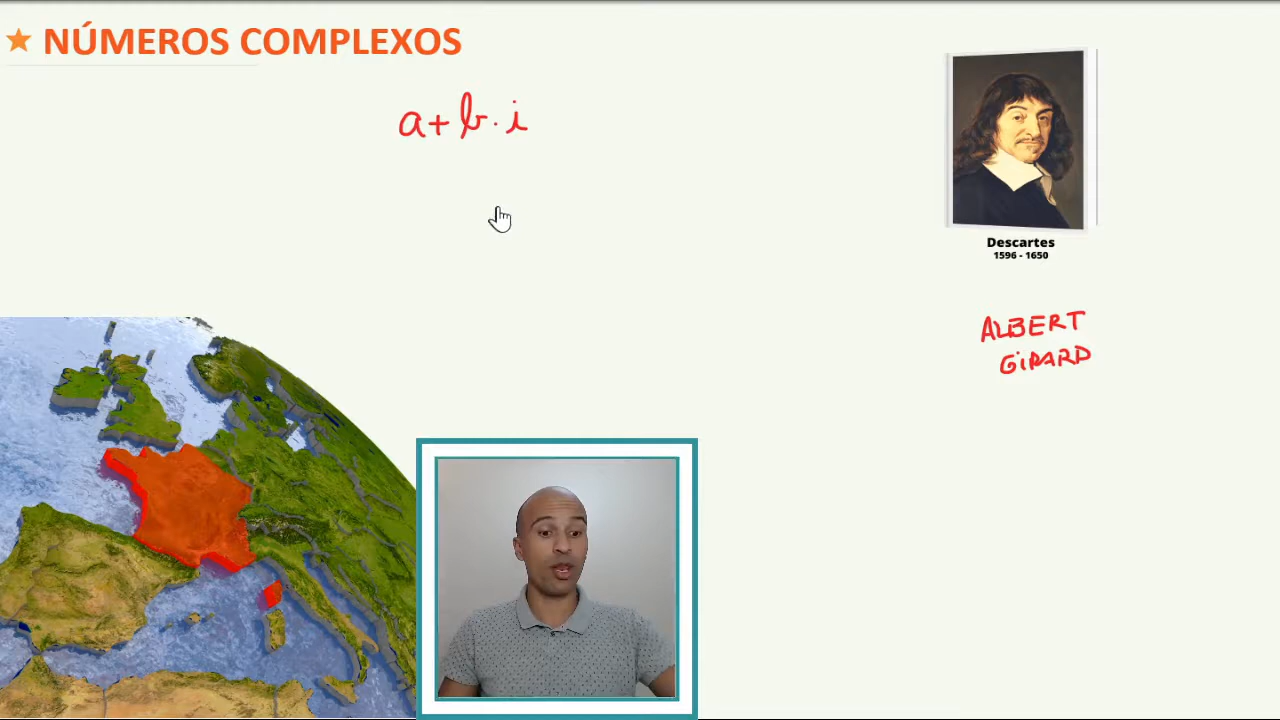 NÚMEROS COMPLEXOS
a+b·i
Descartes
1596 - 1650
ALBERT
GIRARD